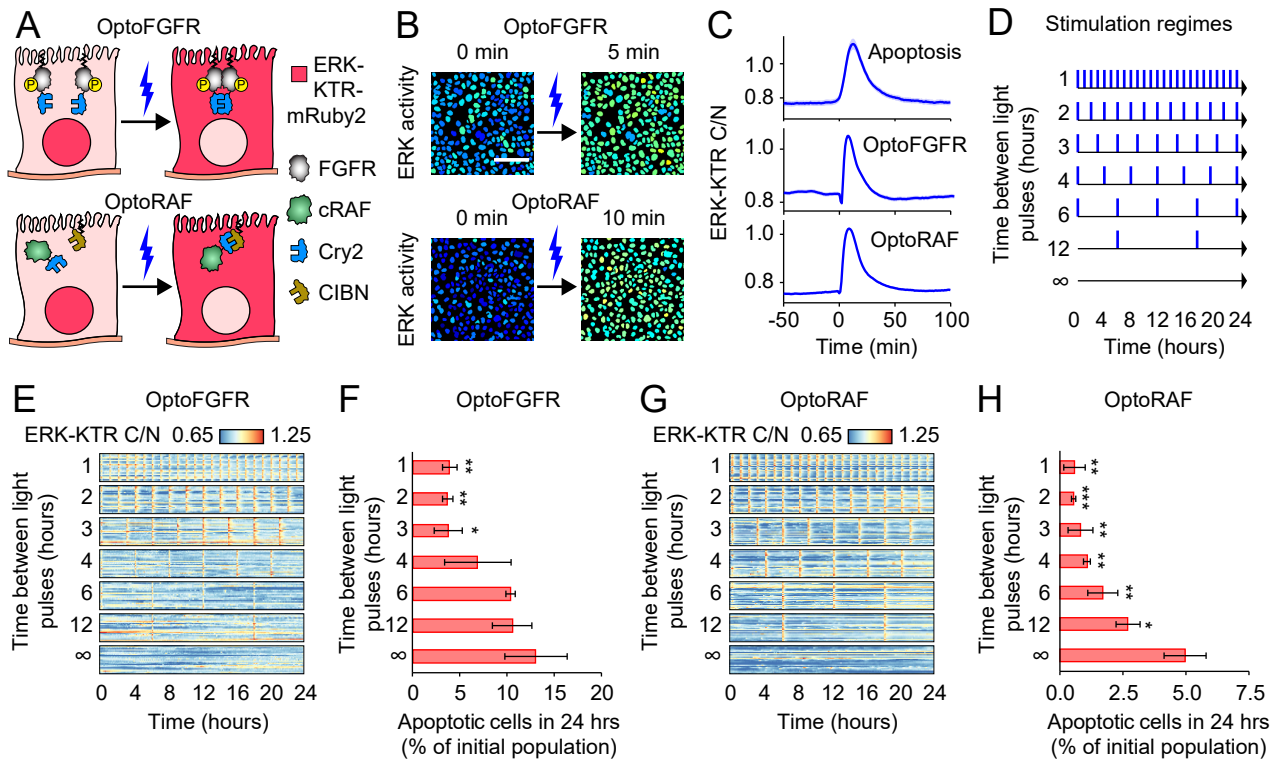 A
OptoFGFR
P
P
P
P
ERK-
KTR-
mRuby2
FGFR
OptoRAF
cRAF
Cry2
CIBN
B
OptoFGFR
0 min
5 min
ERK activity
OptoRAF
0 min
10 min
ERK activity
C
ERK-KTR C/N
Apoptosis
1.0
0.8
OptoFGFR
1.0
0.8
OptoRAF
1.0
0.8
-50 0 50 100
Time (min)
D
Stimulation regimes
Time between light
pulses (hours)
1
2
3
4
6
12
∞
0 4 8 12 16 20 24
Time (hours)
E
OptoFGFR
ERK-KTR C/N 0.65 1.25
Time between light
pulses (hours)
1
2
3
4
6
12
∞
0 4 8 12 16 20 24
Time (hours)
F
OptoFGFR
Time between light
pulses (hours)
1 **
2 **
3 *
4
6
12
∞
0 5 10 15 20
Apoptotic cells in 24 hrs
(% of initial population)
G
OptoRAF
ERK-KTR C/N 0.65 1.25
Time between light
pulses (hours)
1
2
3
4
6
12
∞
0 4 8 12 16 20 24
Time (hours)
H
OptoRAF
Time between light
pulses (hours)
1 **
2 ***
3 **
4 **
6 **
12 *
∞
0.0 2.5 5.0 7.5
Apoptotic cells in 24 hrs
(% of initial population)